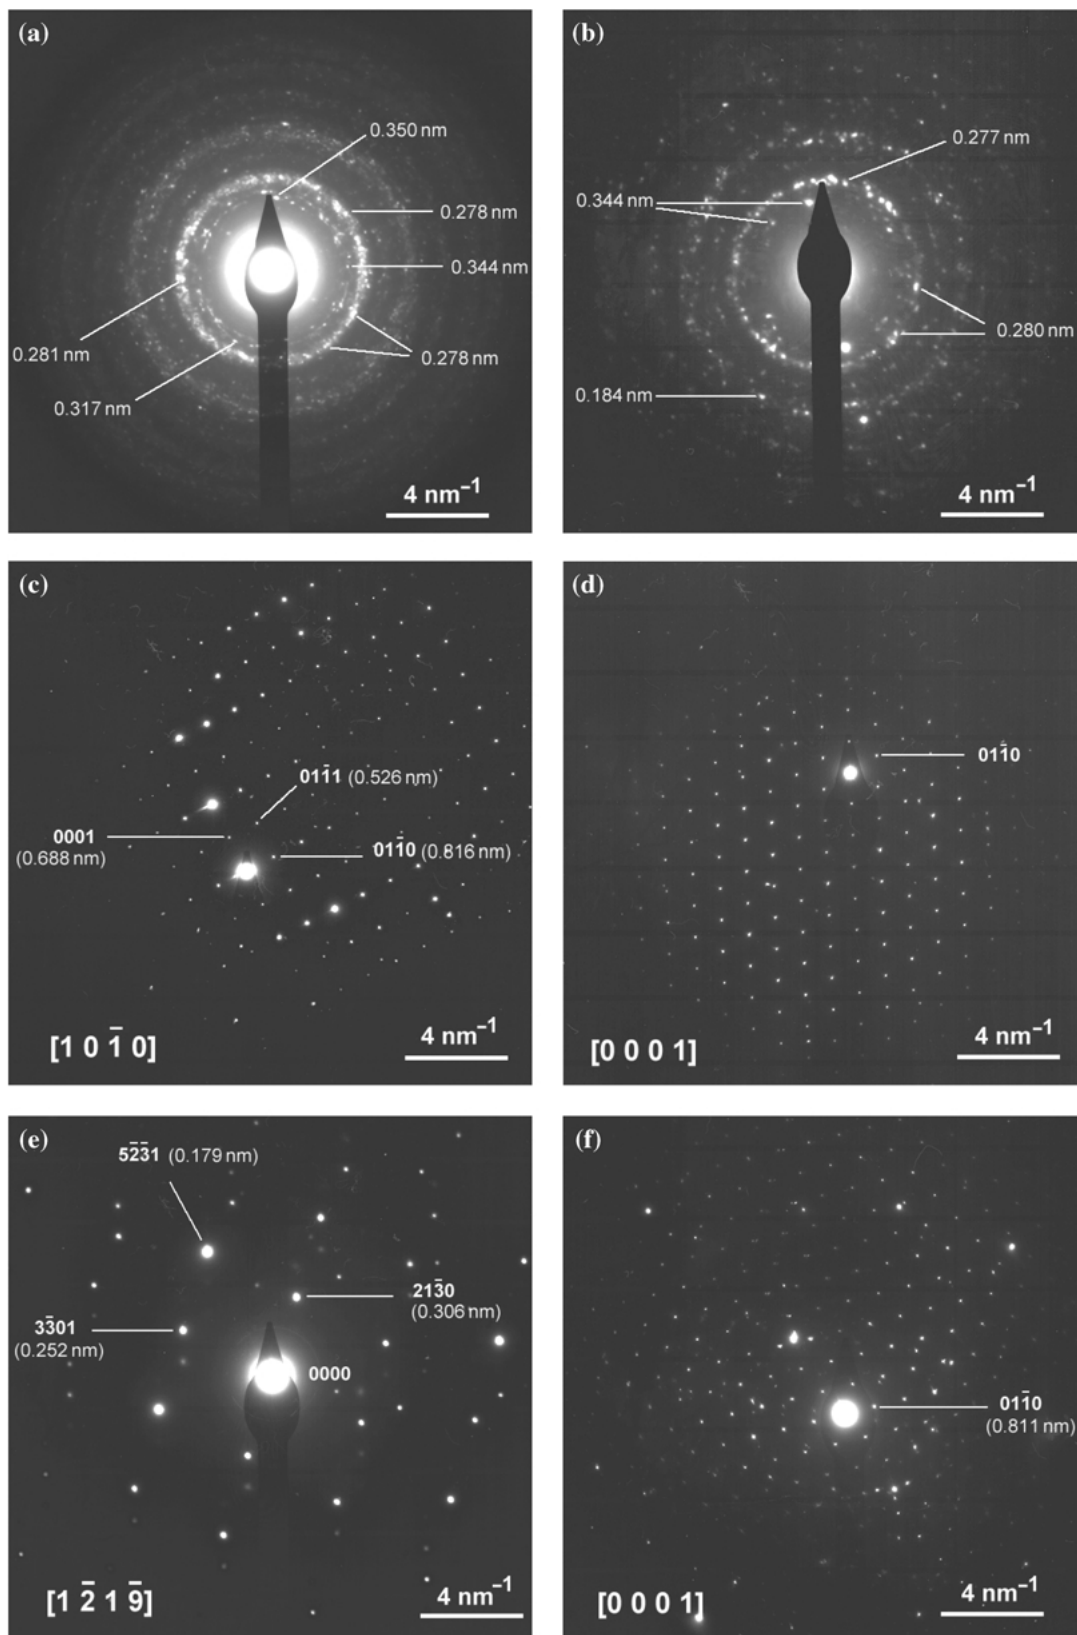 (a)
0.350 nm
0.278 nm
0.344 nm
0.281 nm
0.278 nm
0.317 nm
4 nm⁻¹
(b)
0.277 nm
0.344 nm
0.280 nm
0.184 nm
4 nm⁻¹
(c)
011̄1 (0.526 nm)
0001
(0.688 nm)
011̄0 (0.816 nm)
[1 0 1̄ 0]
4 nm⁻¹
(d)
011̄0
[0 0 0 1]
4 nm⁻¹
(e)
52̄3̄1 (0.179 nm)
213̄0
(0.306 nm)
33̄01
(0.252 nm)
0000
[1 2̄ 1 9̄]
4 nm⁻¹
(f)
011̄0
(0.811 nm)
[0 0 0 1]
4 nm⁻¹